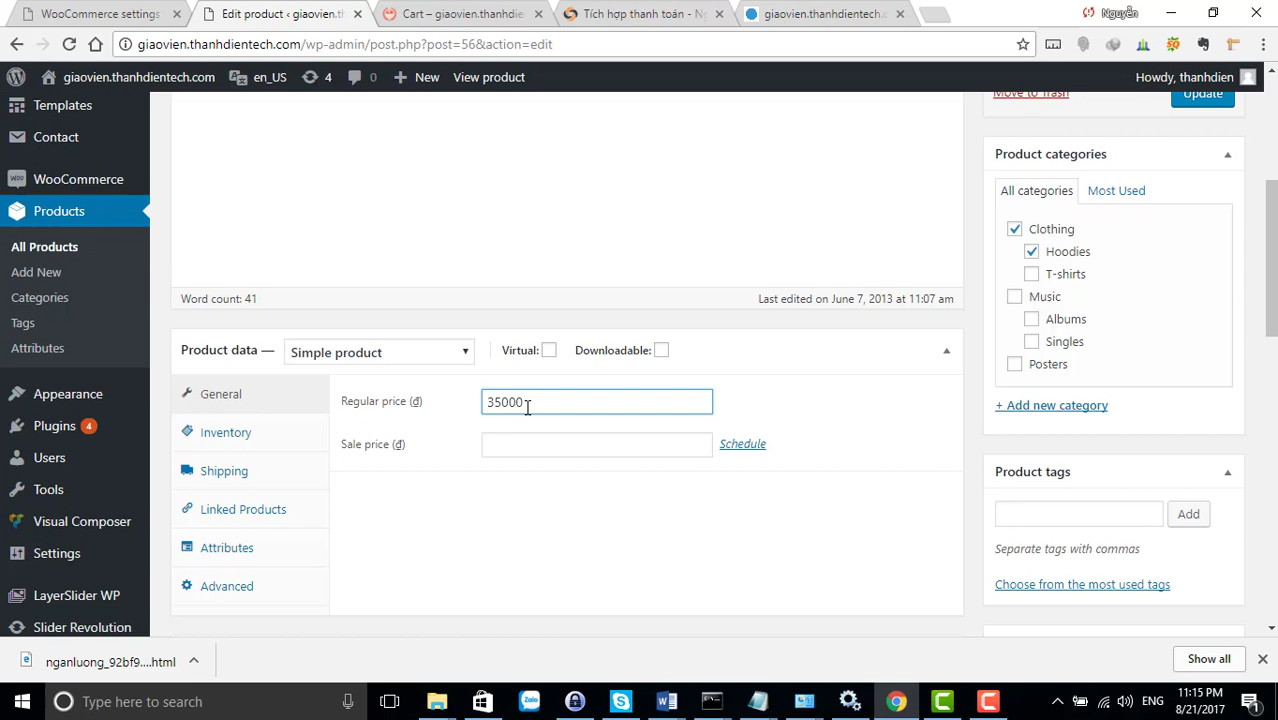 WooCommerce settings
Edit product ‹ giaovien.
Cart – giaovien.thanhdien
Tích hợp thanh toán - Ng
giaovien.thanhdientech.c
Nguyễn
giaovien.thanhdientech.com/wp-admin/post.php?post=56&action=edit
giaovien.thanhdientech.com
en_US
4
0
New
View product
Howdy, thanhdien
Templates
Contact
WooCommerce
Products
All Products
Add New
Categories
Tags
Attributes
Appearance
Plugins 4
Users
Tools
Visual Composer
Settings
LayerSlider WP
Slider Revolution
Word count: 41
Last edited on June 7, 2013 at 11:07 am
Product data —
Simple product
Virtual:
Downloadable:
General
Inventory
Shipping
Linked Products
Attributes
Advanced
Regular price (₫)
35000
Sale price (₫)
Schedule
Move to Trash
Update
Product categories
All categories
Most Used
Clothing
Hoodies
T-shirts
Music
Albums
Singles
Posters
+ Add new category
Product tags
Add
Separate tags with commas
Choose from the most used tags
nganluong_92bf9....html
Show all
Type here to search
ENG
11:15 PM
8/21/2017